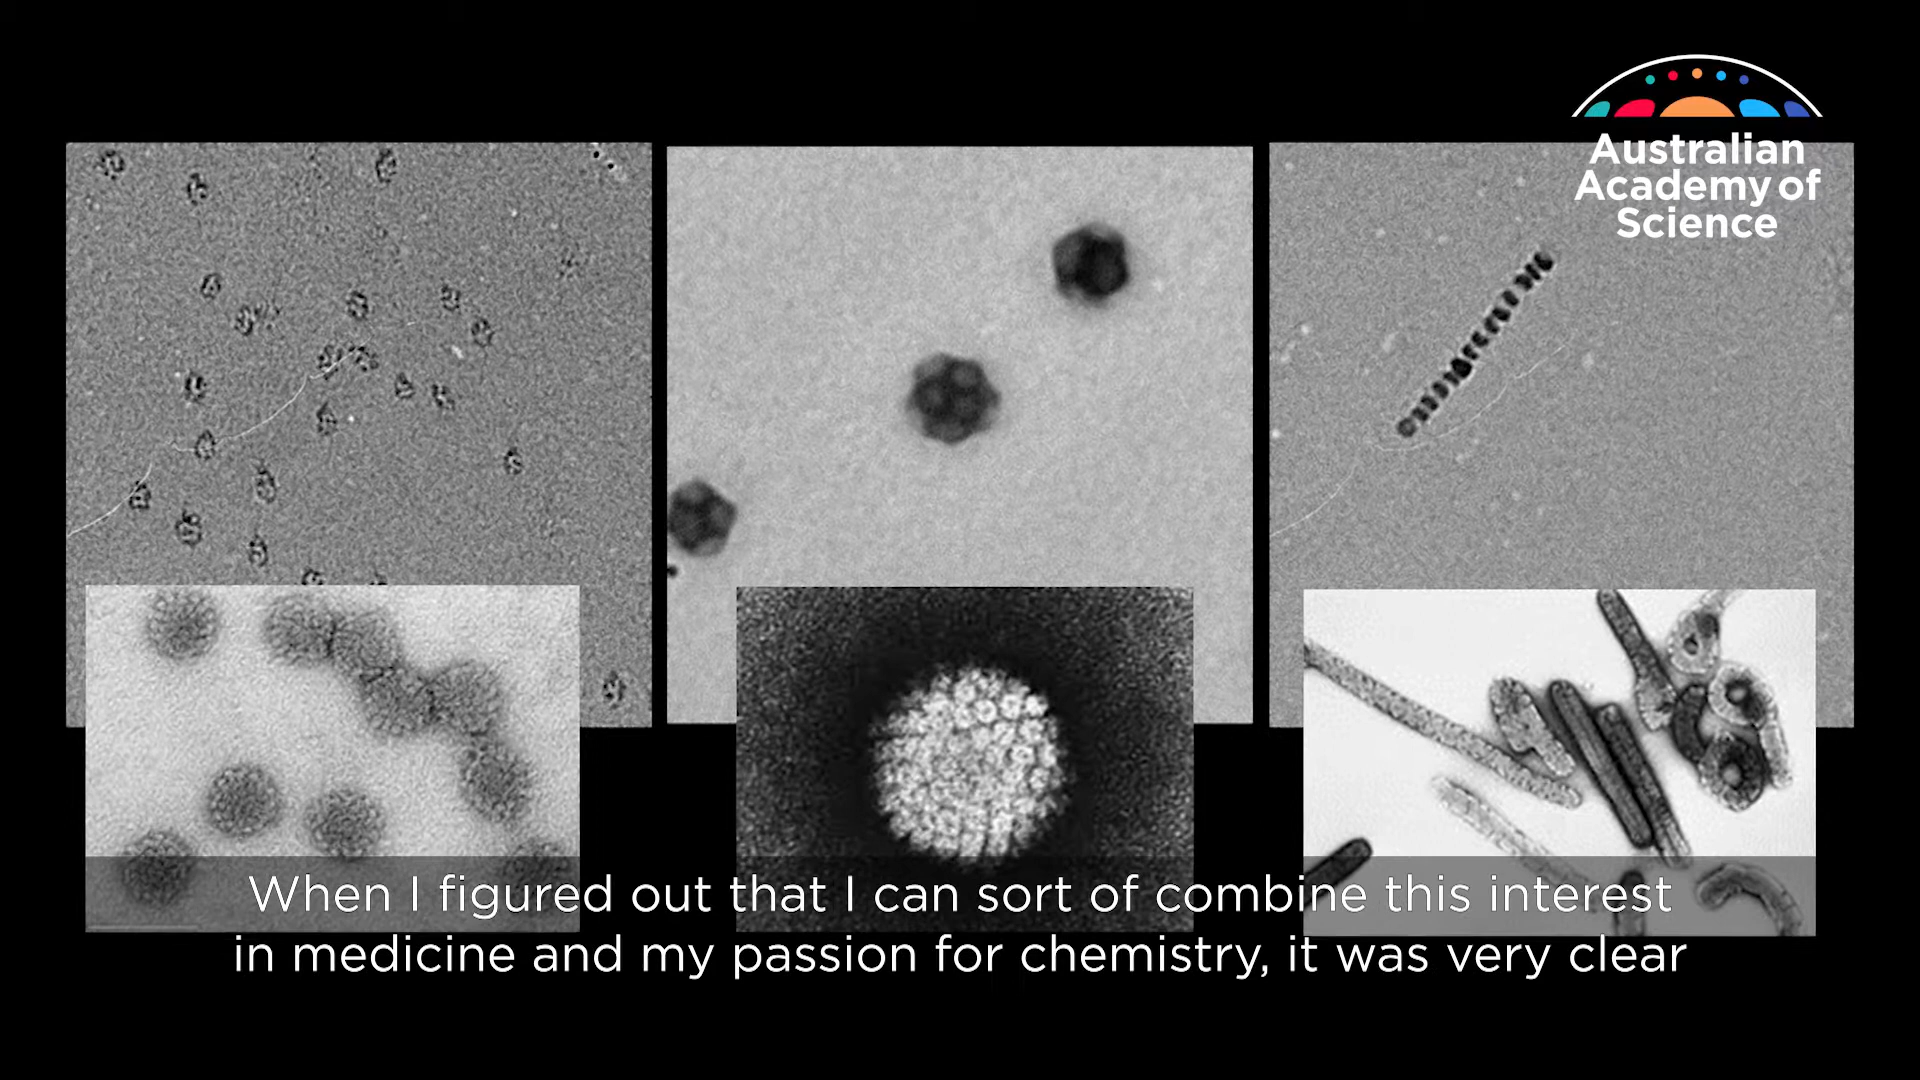 Australian
Academy of
Science
When I figured out that I can sort of combine this interest
in medicine and my passion for chemistry, it was very clear